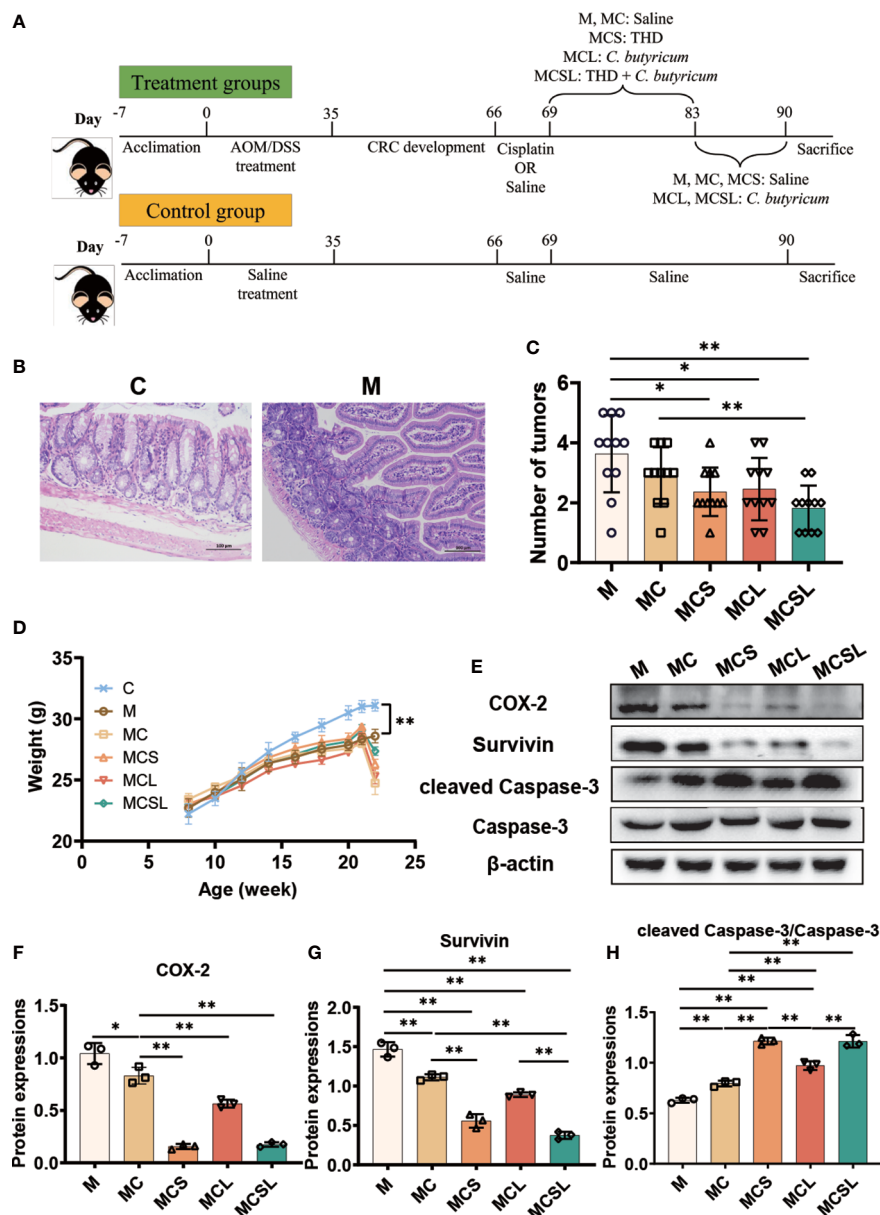 A
M, MC: Saline
MCS: THD
MCL: C. butyricum
MCSL: THD + C. butyricum
Treatment groups
Day
-7 0 35 66 69 83 90
Acclimation AOM/DSS treatment CRC development Cisplatin OR Saline Sacrifice
M, MC, MCS: Saline
MCL, MCSL: C. butyricum
Control group
Day
-7 0 35 66 69 90
Acclimation Saline treatment Saline Saline Sacrifice
B
C M
100 μm
C
** 
*
*
**
Number of tumors
6
4
2
0
M MC MCS MCL MCSL
D
Weight (g)
35
30
25
20
C
M
MC
MCS
MCL
MCSL
**
0 5 10 15 20 25
Age (week)
E
M MC MCS MCL MCSL
COX-2
Survivin
cleaved Caspase-3
Caspase-3
β-actin
F
COX-2
**
* **
**
Protein expressions
1.5
1.0
0.5
0.0
M MC MCS MCL MCSL
G
Survivin
**
**
**
** **
** **
Protein expressions
2.0
1.5
1.0
0.5
0.0
M MC MCS MCL MCSL
H
cleaved Caspase-3/Caspase-3
**
**
**
**
** ** ** **
Protein expressions
1.5
1.0
0.5
0.0
M MC MCS MCL MCSL